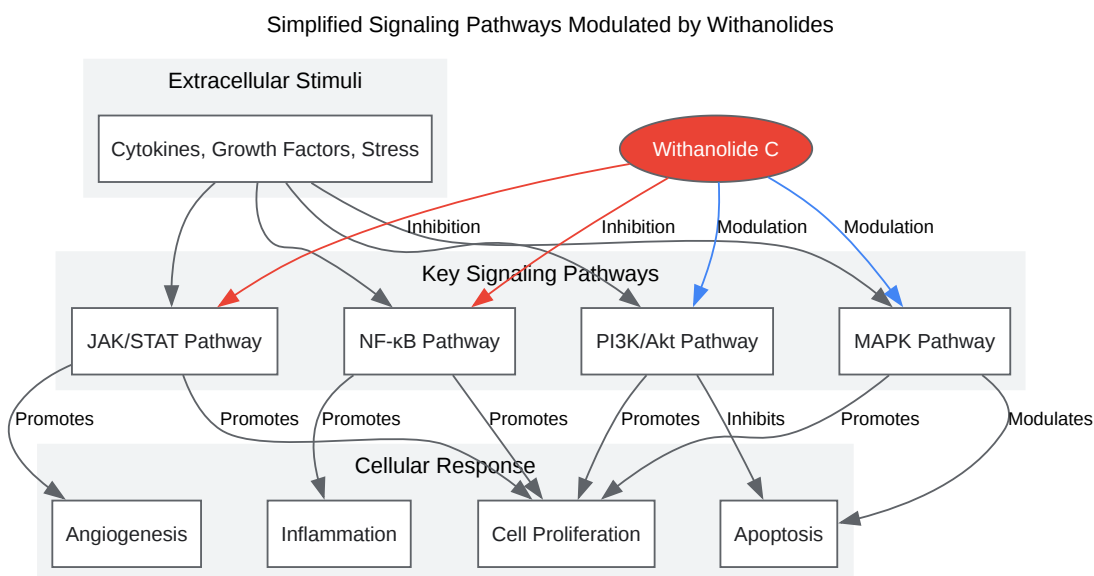 Simplified Signaling Pathways Modulated by Withanolides
Extracellular Stimuli
Cytokines, Growth Factors, Stress
Withanolide C
Inhibition
Inhibition
Modulation
Modulation
Key Signaling Pathways
JAK/STAT Pathway
NF-κB Pathway
PI3K/Akt Pathway
MAPK Pathway
Promotes
Promotes
Promotes
Promotes
Promotes
Inhibits
Promotes
Modulates
Cellular Response
Angiogenesis
Inflammation
Cell Proliferation
Apoptosis